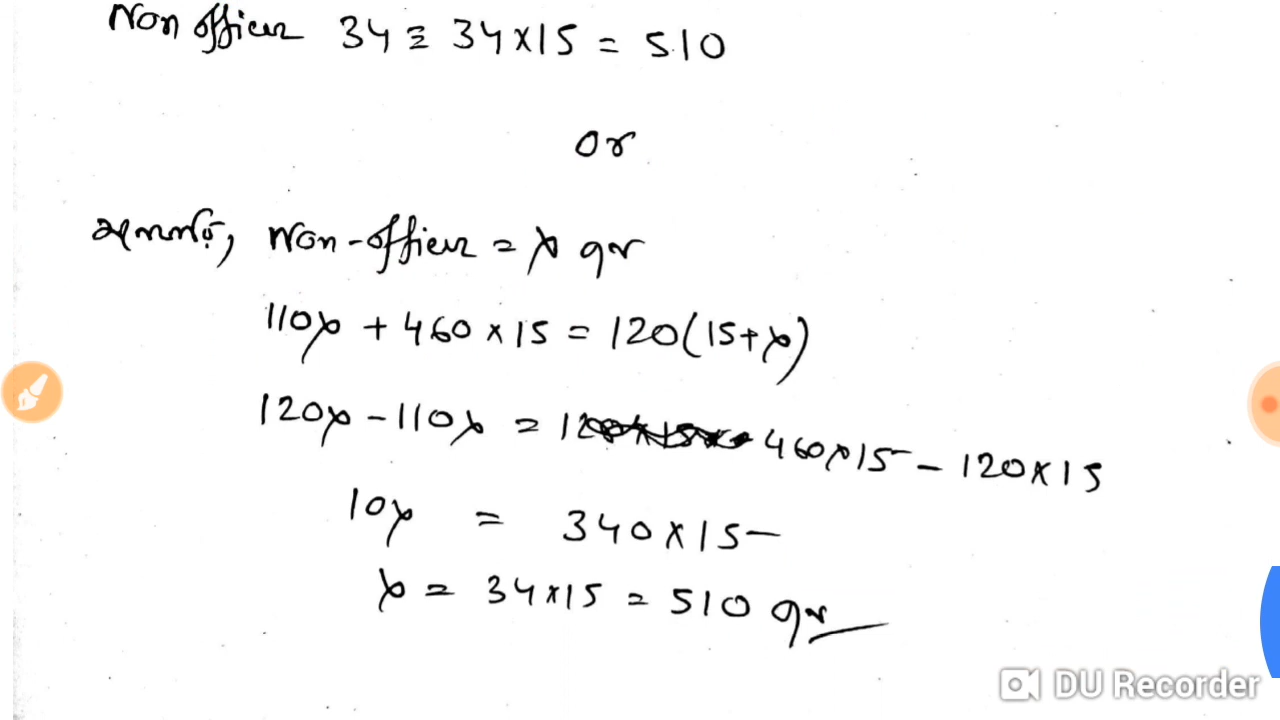 Non officer 34 ≡ 34×15 = 510
Or
Non-officer = x জন
110x + 460 × 15 = 120(15+x)
120x - 110x = 460×15 - 120×15
10x = 340×15
x = 34×15 = 510 জন
DU Recorder